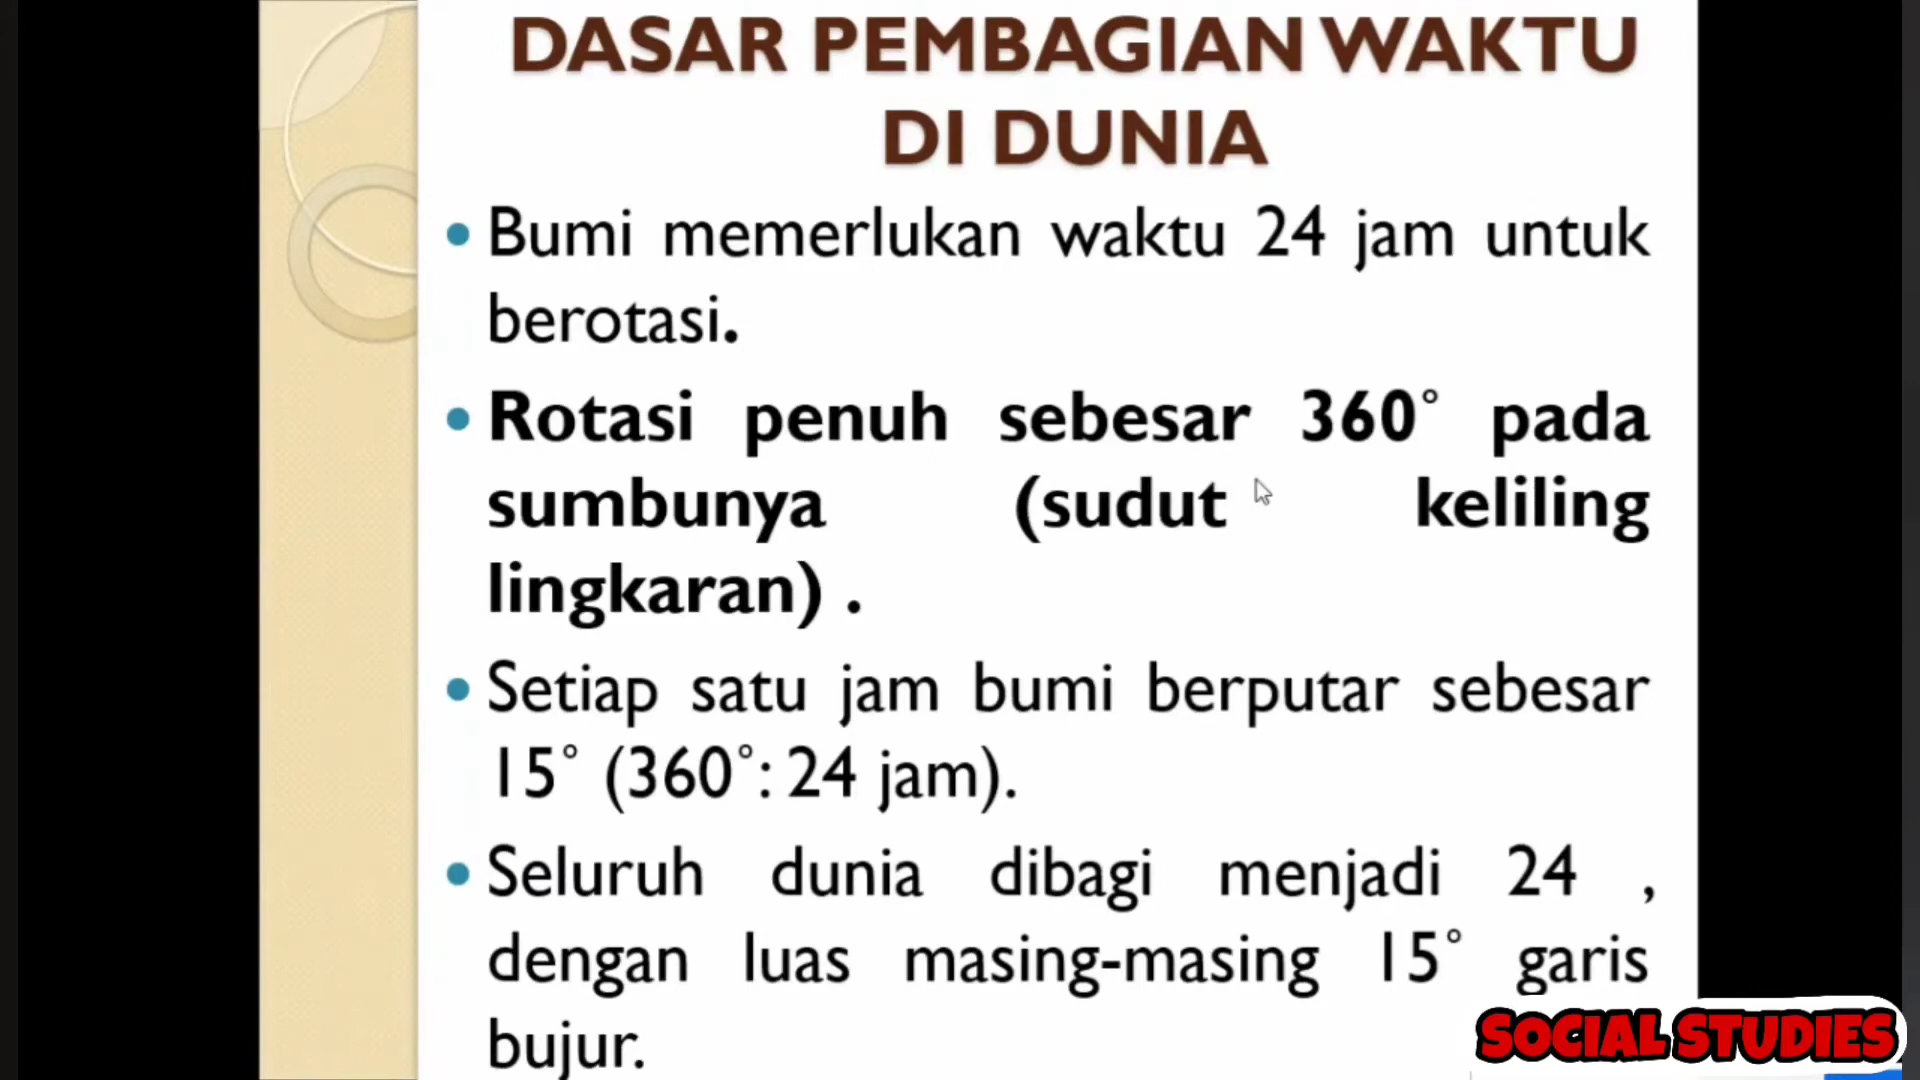 DASAR PEMBAGIAN WAKTU
DI DUNIA
• Bumi memerlukan waktu 24 jam untuk
berotasi.
• Rotasi penuh sebesar 360° pada
sumbunya (sudut keliling
lingkaran) .
• Setiap satu jam bumi berputar sebesar
15° (360°: 24 jam).
• Seluruh dunia dibagi menjadi 24 ,
dengan luas masing-masing 15° garis
bujur.
SOCIAL STUDIES